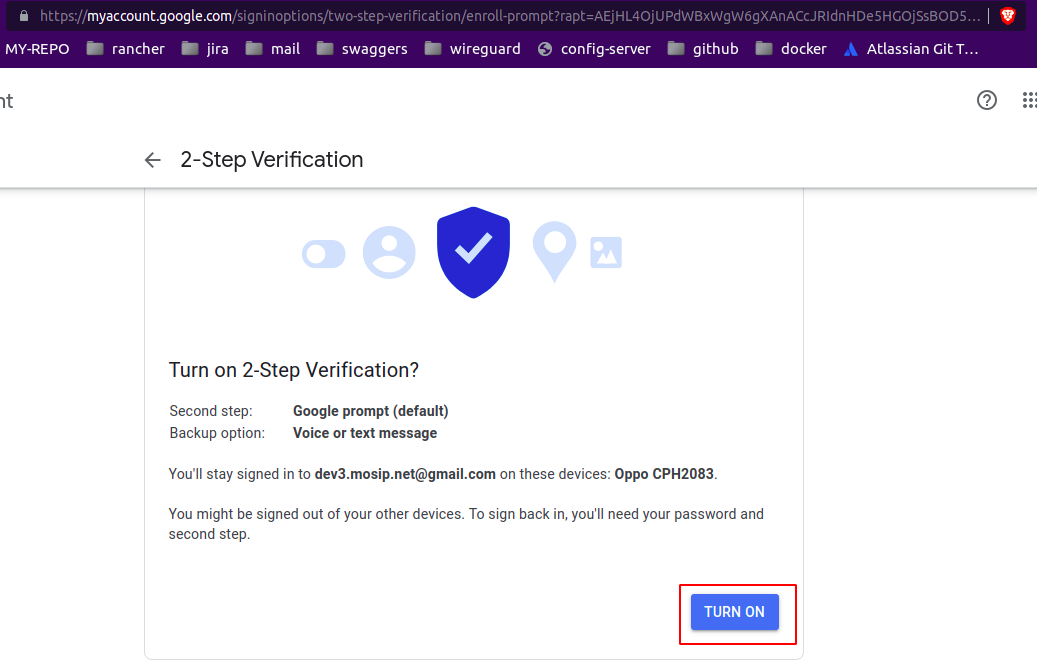 https://myaccount.google.com/signinoptions/two-step-verification/enroll-prompt?rapt=AEjHL4OjUPdWBxWgW6gXAnACcJRIdnHDe5HGOjSsBOD5…
MY-REPO rancher jira mail swaggers wireguard config-server github docker Atlassian Git T…
nt
2-Step Verification
Turn on 2-Step Verification?
Second step: Google prompt (default)
Backup option: Voice or text message
You'll stay signed in to dev3.mosip.net@gmail.com on these devices: Oppo CPH2083.
You might be signed out of your other devices. To sign back in, you'll need your password and
second step.
TURN ON